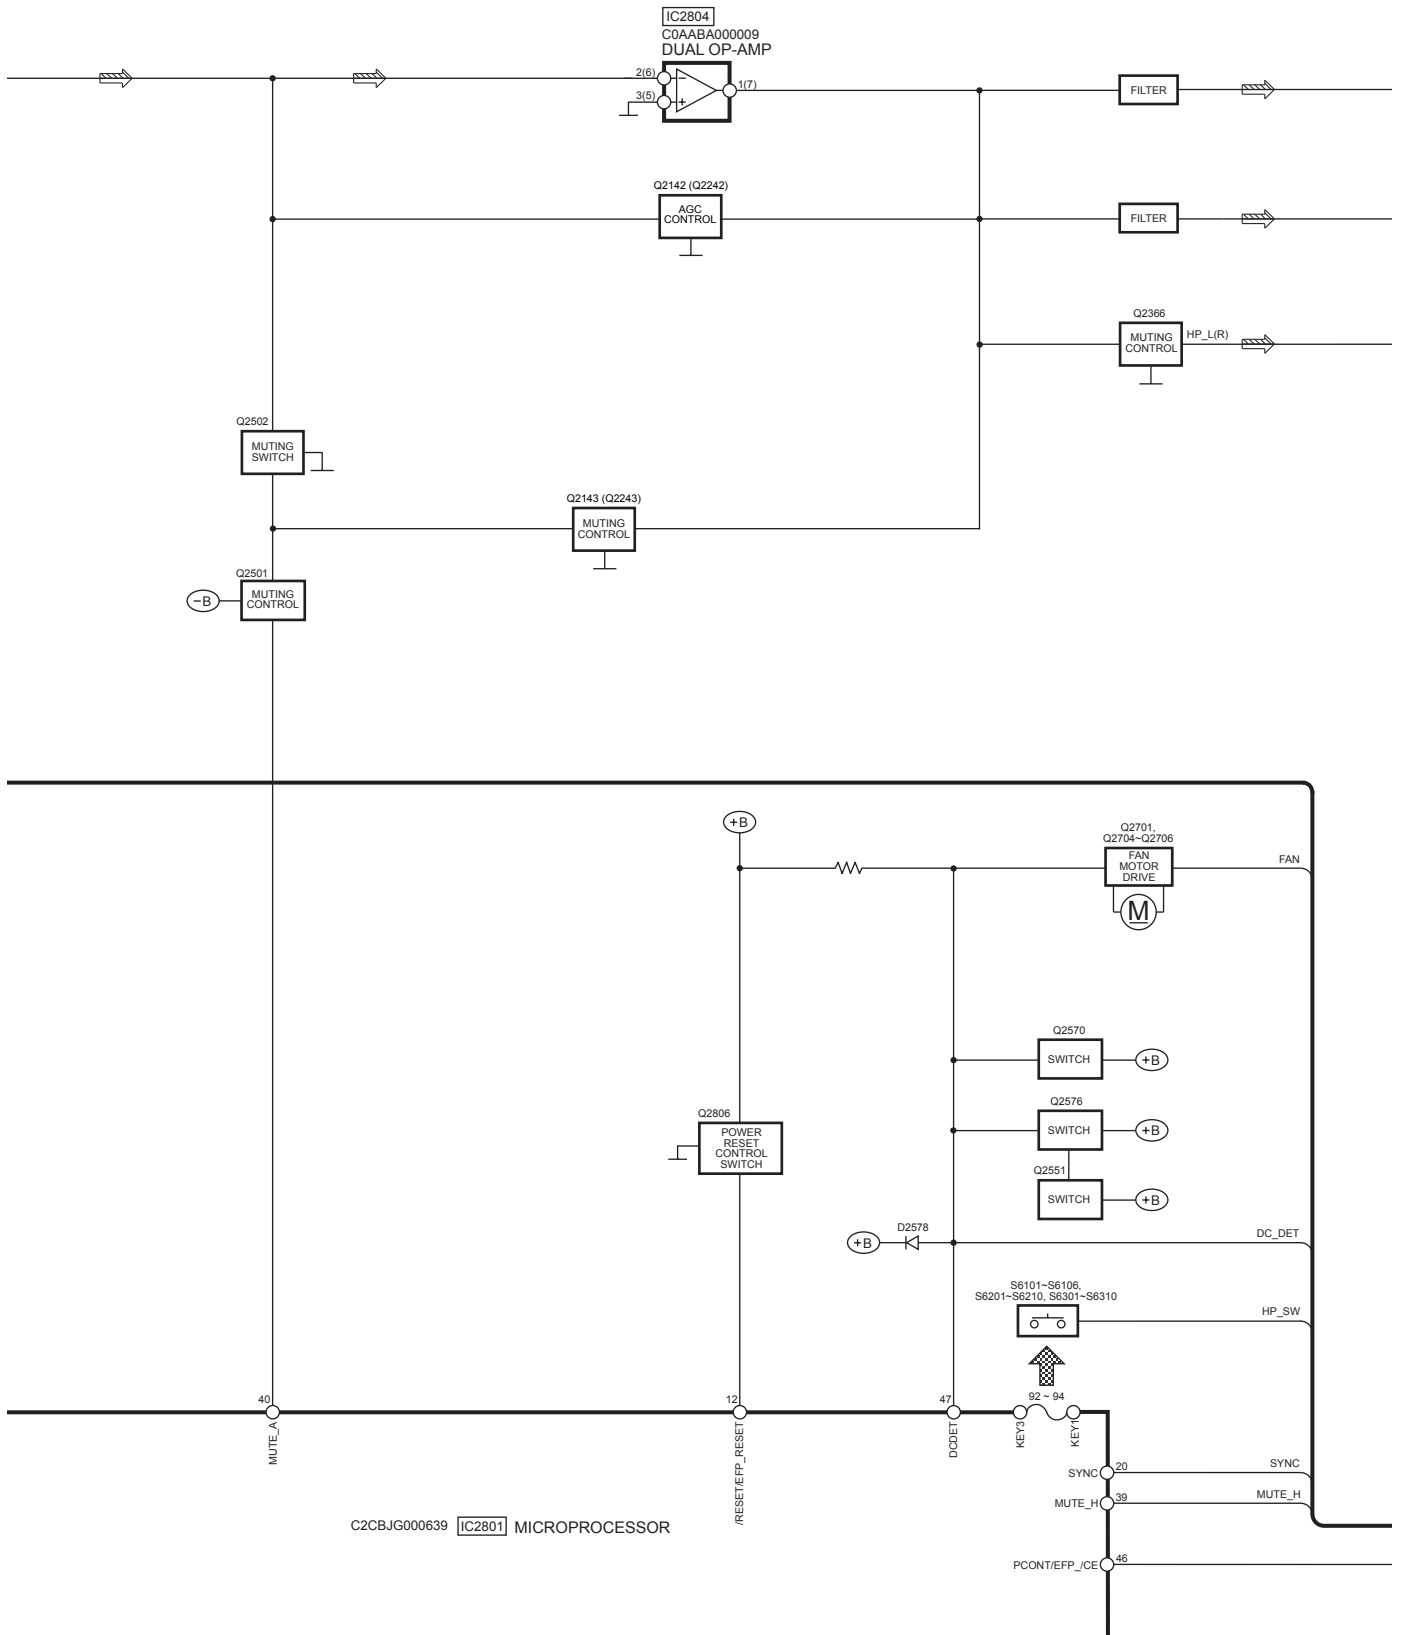 IC2804
C0AABA000009
DUAL OP-AMP
2(6)
3(5)
−
+
1(7)
FILTER
Q2142 (Q2242)
AGC
CONTROL
FILTER
Q2366
MUTING
CONTROL
HP_L(R)
Q2502
MUTING
SWITCH
Q2143 (Q2243)
MUTING
CONTROL
Q2501
−B
MUTING
CONTROL
+B
Q2701,
Q2704~Q2706
FAN
MOTOR
DRIVE
FAN
M
Q2570
SWITCH
+B
Q2576
SWITCH
+B
Q2806
POWER
RESET
CONTROL
SWITCH
Q2551
SWITCH
+B
D2578
+B
DC_DET
S6101~S6106,
S6201~S6210, S6301~S6310
HP_SW
92 ~ 94
40
12
47
MUTE_A
/RESET/EFP_RESET
DCDET
KEY3
KEY1
SYNC
20
SYNC
MUTE_H
39
MUTE_H
C2CBJG000639 IC2801 MICROPROCESSOR
PCONT/EFP_/CE
46